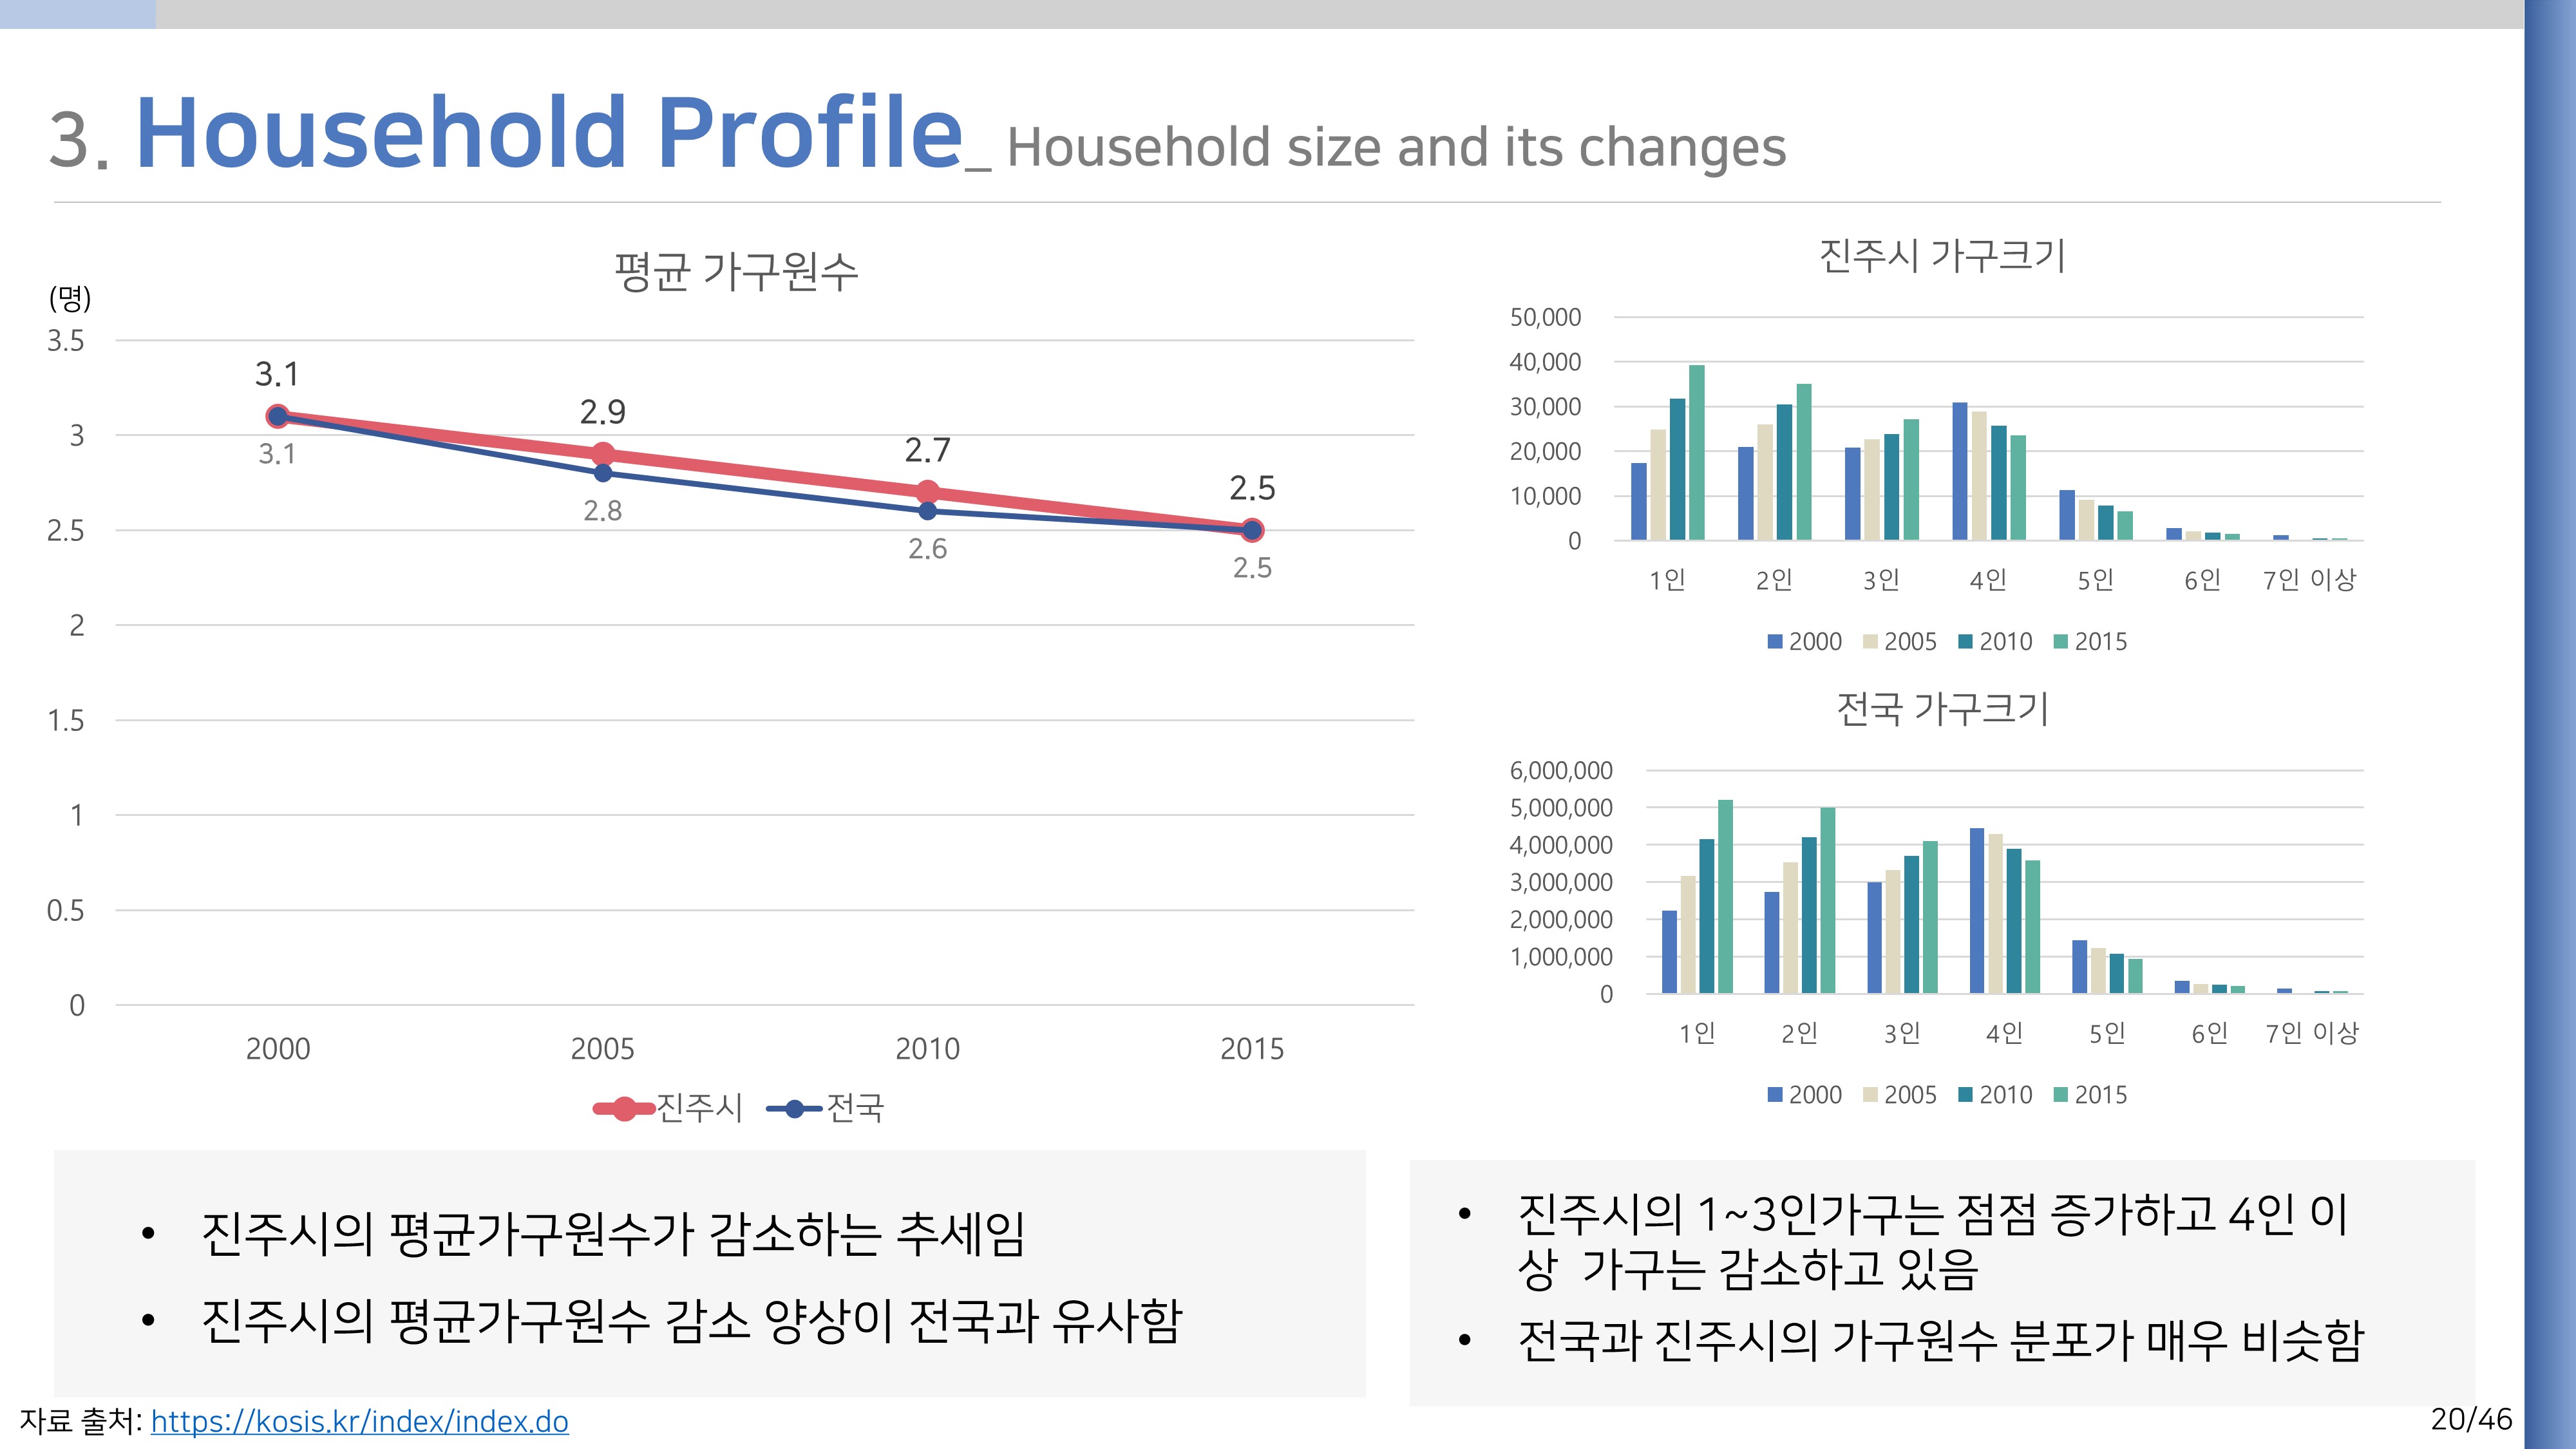 3. Household Profile_ Household size and its changes
평균 가구원수
(명)
3.5
3
2.5
2
1.5
1
0.5
0
3.1
2.9
2.7
2.5
3.1
2.8
2.6
2.5
2000 2005 2010 2015
진주시 전국
진주시 가구크기
50,000
40,000
30,000
20,000
10,000
0
1인 2인 3인 4인 5인 6인 7인 이상
2000 2005 2010 2015
전국 가구크기
6,000,000
5,000,000
4,000,000
3,000,000
2,000,000
1,000,000
0
1인 2인 3인 4인 5인 6인 7인 이상
2000 2005 2010 2015
• 진주시의 평균가구원수가 감소하는 추세임
• 진주시의 평균가구원수 감소 양상이 전국과 유사함
• 진주시의 1~3인가구는 점점 증가하고 4인 이
상 가구는 감소하고 있음
• 전국과 진주시의 가구원수 분포가 매우 비슷함
자료 출처: https://kosis.kr/index/index.do
20/46